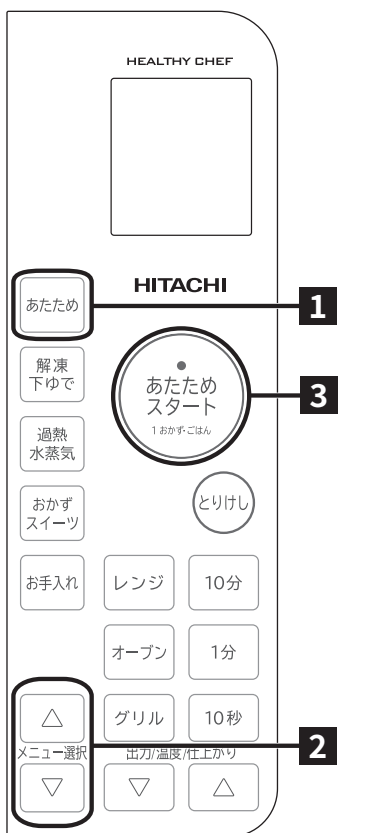 HEALTHY CHEF
HITACHI
あたため
1
解凍
下ゆで
あたため
スタート
1 おかず・ごはん
3
過熱
水蒸気
おかず
スイーツ
とりけし
お手入れ
レンジ
10分
オーブン
1分
グリル
10秒
メニュー選択
出力/温度/仕上がり
2